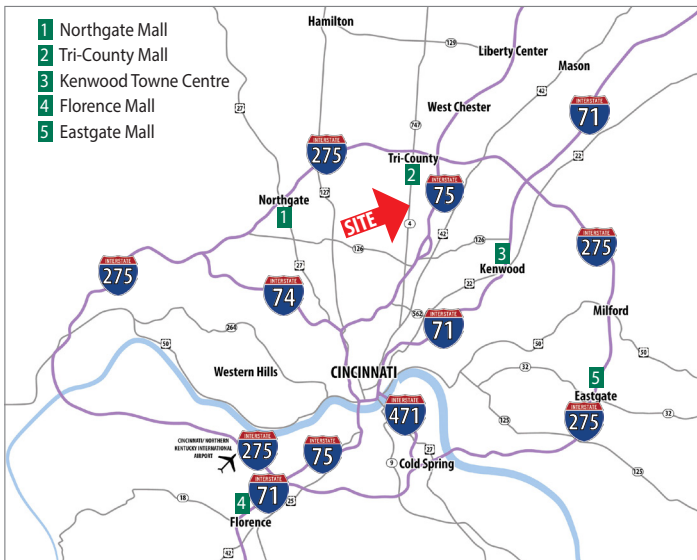 1 Northgate Mall
2 Tri-County Mall
3 Kenwood Towne Centre
4 Florence Mall
5 Eastgate Mall
Hamilton
129
Liberty Center
42
Mason
27
West Chester
INTERSTATE
71
747
INTERSTATE
275
Tri-County
2
22
127
INTERSTATE
75
Northgate
1
SITE
4
42
126
126
3
Kenwood
INTERSTATE
275
INTERSTATE
275
27
22
INTERSTATE
74
562
INTERSTATE
71
Milford
264
50
50
50
Western Hills
CINCINNATI
32
5
Eastgate
INTERSTATE
471
32
125
INTERSTATE
275
CINCINNATI/ NORTHERN
KENTUCKY INTERNATIONAL
AIRPORT
INTERSTATE
275
INTERSTATE
75
27
9
Cold Spring
125
INTERSTATE
71
18
4
25
Florence
42